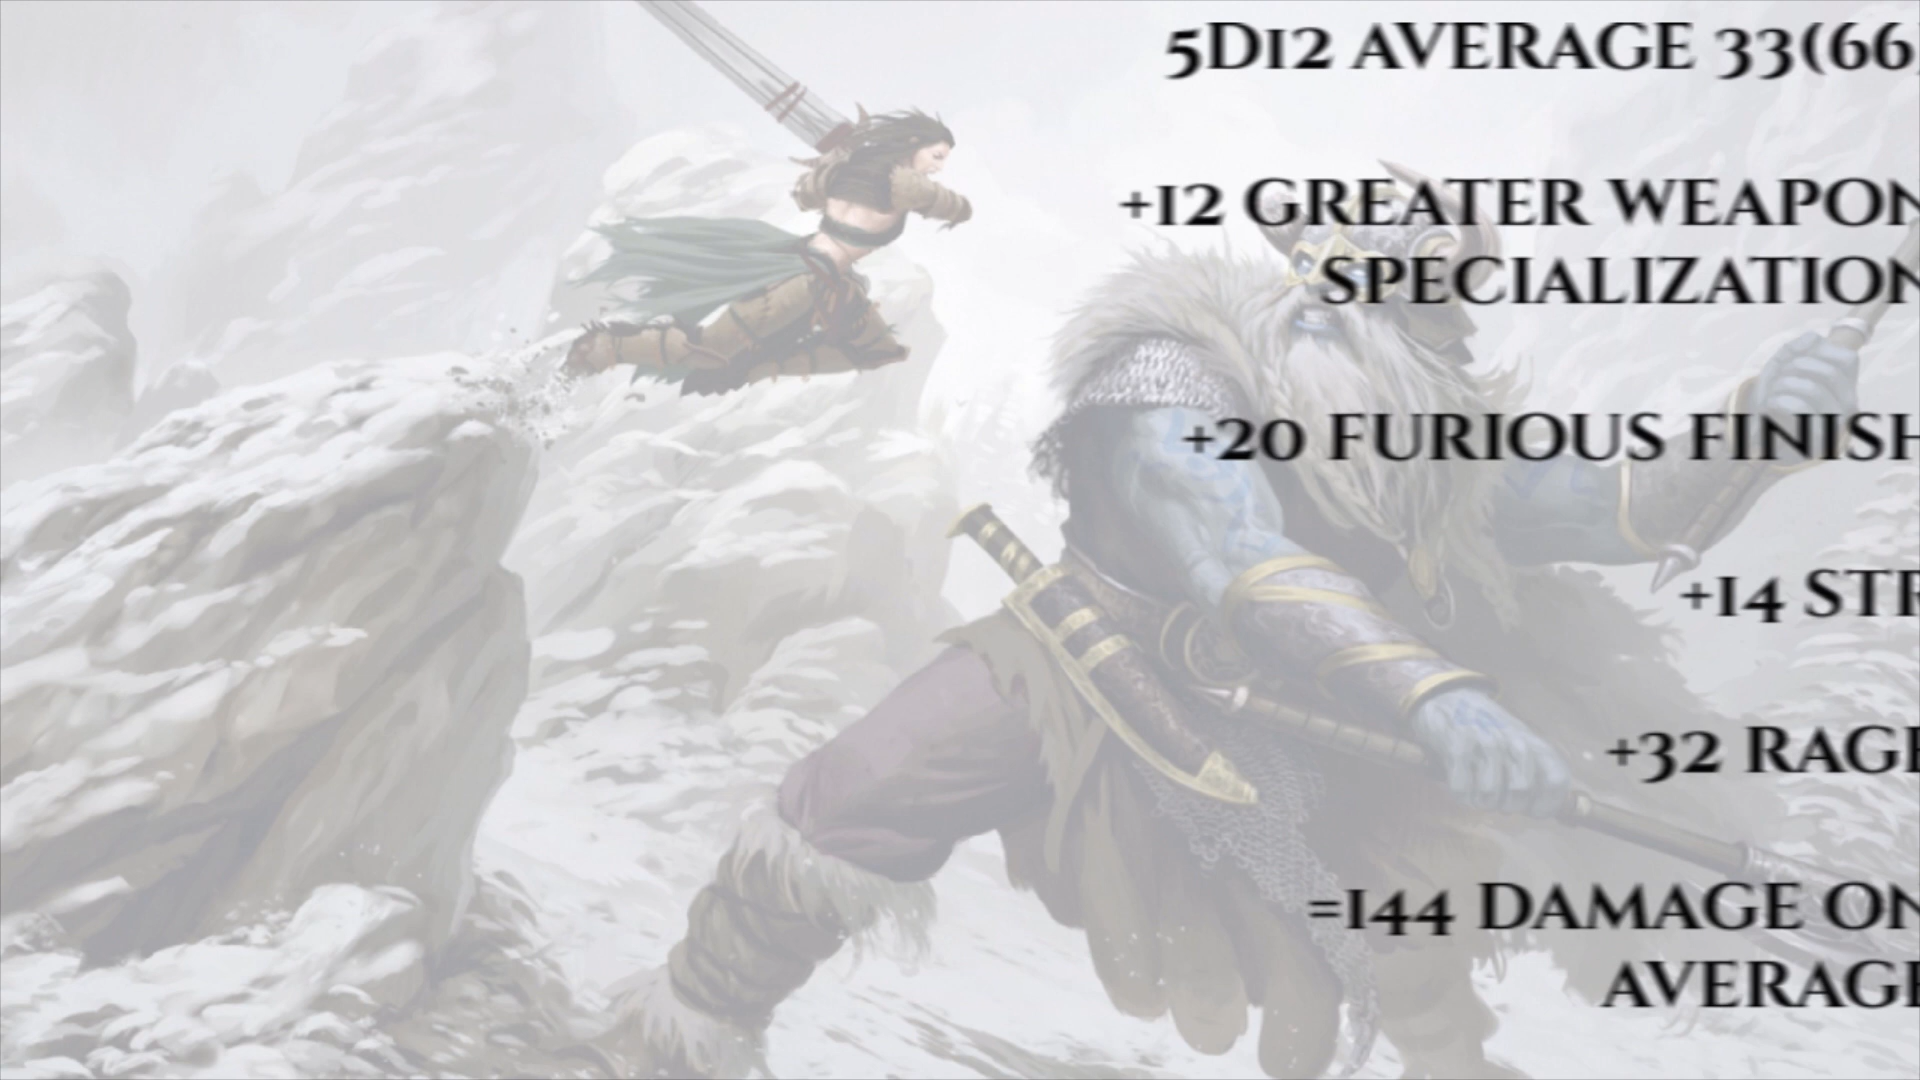 5D12 AVERAGE 33(66)
+12 GREATER WEAPON
SPECIALIZATION
+20 FURIOUS FINISH
+14 STR
+32 RAGE
=144 DAMAGE ON
AVERAGE